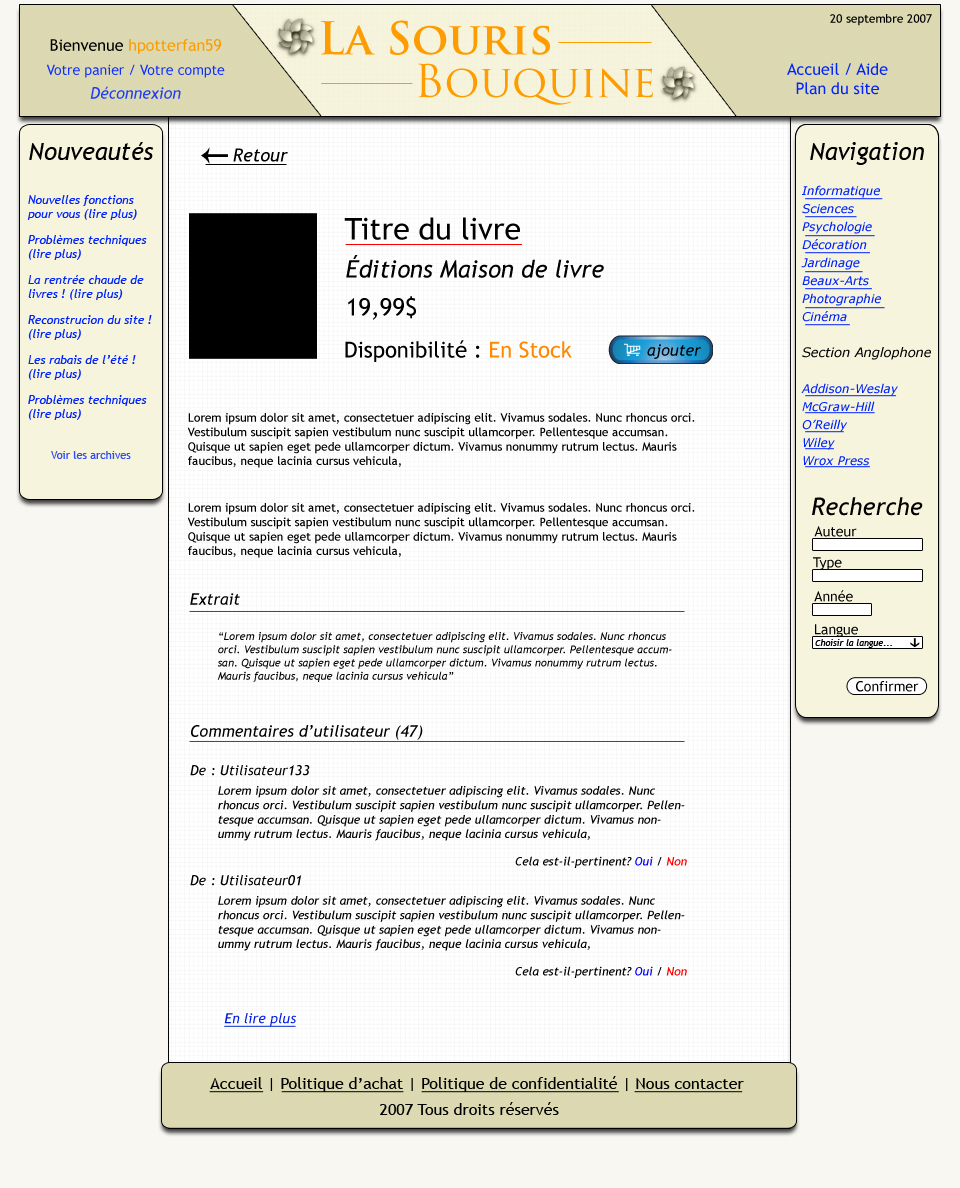 20 septembre 2007
Bienvenue hpotterfan59
Votre panier / Votre compte
Déconnexion
La Souris
Bouquine
Accueil / Aide
Plan du site
Nouveautés
Nouvelles fonctions
pour vous (lire plus)
Problèmes techniques
(lire plus)
La rentrée chaude de
livres ! (lire plus)
Reconstrucion du site !
(lire plus)
Les rabais de l’été !
(lire plus)
Problèmes techniques
(lire plus)
Voir les archives
Retour
Titre du livre
Éditions Maison de livre
19,99$
Disponibilité : En Stock
ajouter
Lorem ipsum dolor sit amet, consectetuer adipiscing elit. Vivamus sodales. Nunc rhoncus orci.
Vestibulum suscipit sapien vestibulum nunc suscipit ullamcorper. Pellentesque accumsan.
Quisque ut sapien eget pede ullamcorper dictum. Vivamus nonummy rutrum lectus. Mauris
faucibus, neque lacinia cursus vehicula,
Lorem ipsum dolor sit amet, consectetuer adipiscing elit. Vivamus sodales. Nunc rhoncus orci.
Vestibulum suscipit sapien vestibulum nunc suscipit ullamcorper. Pellentesque accumsan.
Quisque ut sapien eget pede ullamcorper dictum. Vivamus nonummy rutrum lectus. Mauris
faucibus, neque lacinia cursus vehicula,
Extrait
“Lorem ipsum dolor sit amet, consectetuer adipiscing elit. Vivamus sodales. Nunc rhoncus
orci. Vestibulum suscipit sapien vestibulum nunc suscipit ullamcorper. Pellentesque accum-
san. Quisque ut sapien eget pede ullamcorper dictum. Vivamus nonummy rutrum lectus.
Mauris faucibus, neque lacinia cursus vehicula”
Commentaires d’utilisateur (47)
De : Utilisateur133
Lorem ipsum dolor sit amet, consectetuer adipiscing elit. Vivamus sodales. Nunc
rhoncus orci. Vestibulum suscipit sapien vestibulum nunc suscipit ullamcorper. Pellen-
tesque accumsan. Quisque ut sapien eget pede ullamcorper dictum. Vivamus non-
ummy rutrum lectus. Mauris faucibus, neque lacinia cursus vehicula,
Cela est-il-pertinent? Oui / Non
De : Utilisateur01
Lorem ipsum dolor sit amet, consectetuer adipiscing elit. Vivamus sodales. Nunc
rhoncus orci. Vestibulum suscipit sapien vestibulum nunc suscipit ullamcorper. Pellen-
tesque accumsan. Quisque ut sapien eget pede ullamcorper dictum. Vivamus non-
ummy rutrum lectus. Mauris faucibus, neque lacinia cursus vehicula,
Cela est-il-pertinent? Oui / Non
En lire plus
Navigation
Informatique
Sciences
Psychologie
Décoration
Jardinage
Beaux-Arts
Photographie
Cinéma
Section Anglophone
Addison-Weslay
McGraw-Hill
O’Reilly
Wiley
Wrox Press
Recherche
Auteur
Type
Année
Langue
Choisir la langue...
Confirmer
Accueil | Politique d’achat | Politique de confidentialité | Nous contacter
2007 Tous droits réservés